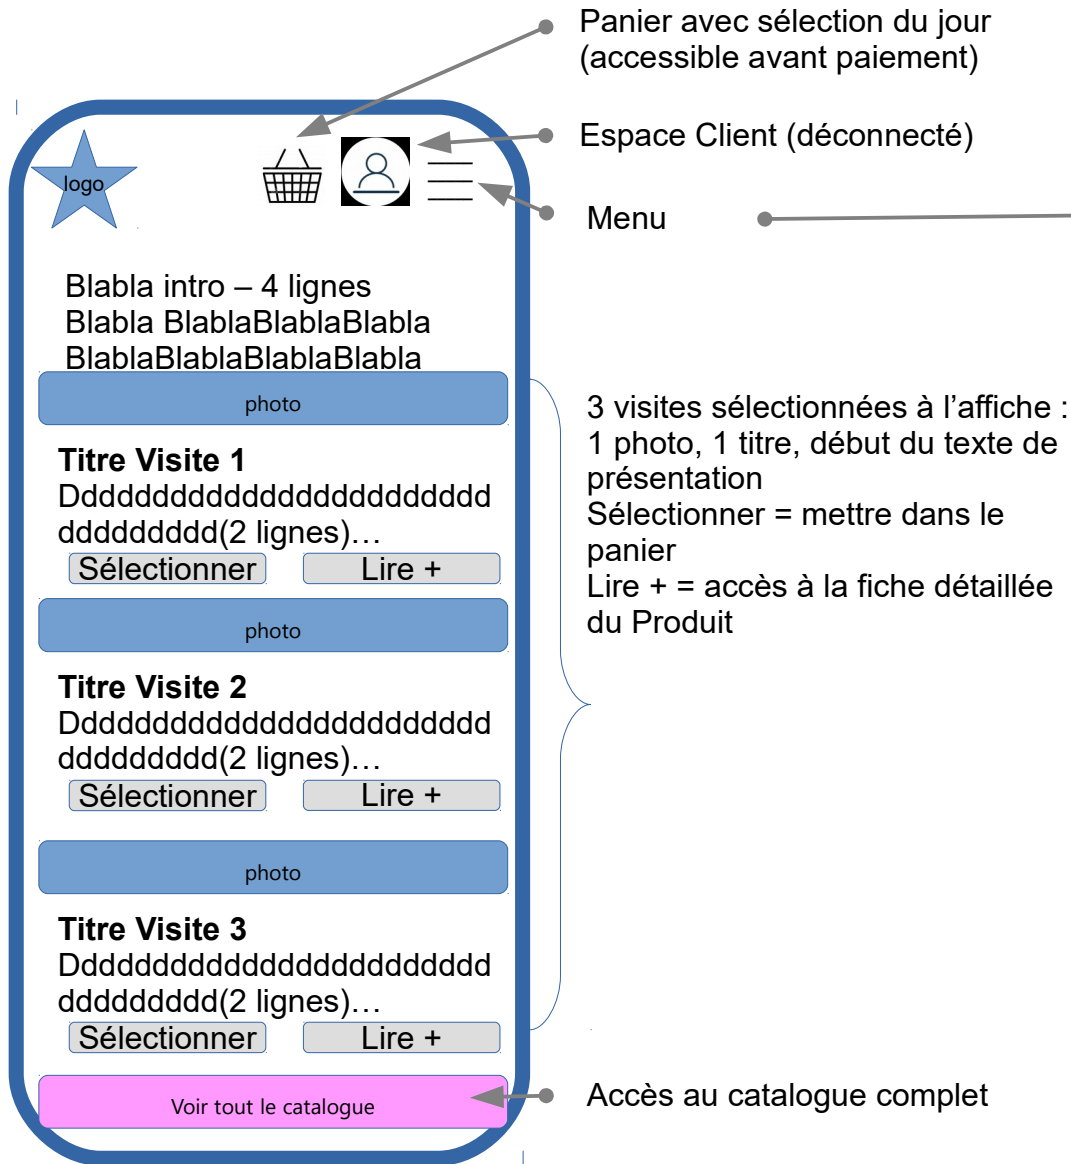 Panier avec sélection du jour
(accessible avant paiement)
Espace Client (déconnecté)
logo
Menu
Blabla intro – 4 lignes
Blabla BlablaBlablaBlabla
BlablaBlablaBlablaBlabla
photo
Titre Visite 1
Ddddddddddddddddddddddd
ddddddddd(2 lignes)…
Sélectionner Lire +
3 visites sélectionnées à l’affiche :
1 photo, 1 titre, début du texte de
présentation
Sélectionner = mettre dans le
panier
Lire + = accès à la fiche détaillée
du Produit
photo
Titre Visite 2
Ddddddddddddddddddddddd
ddddddddd(2 lignes)…
Sélectionner Lire +
photo
Titre Visite 3
Ddddddddddddddddddddddd
ddddddddd(2 lignes)…
Sélectionner Lire +
Voir tout le catalogue
Accès au catalogue complet